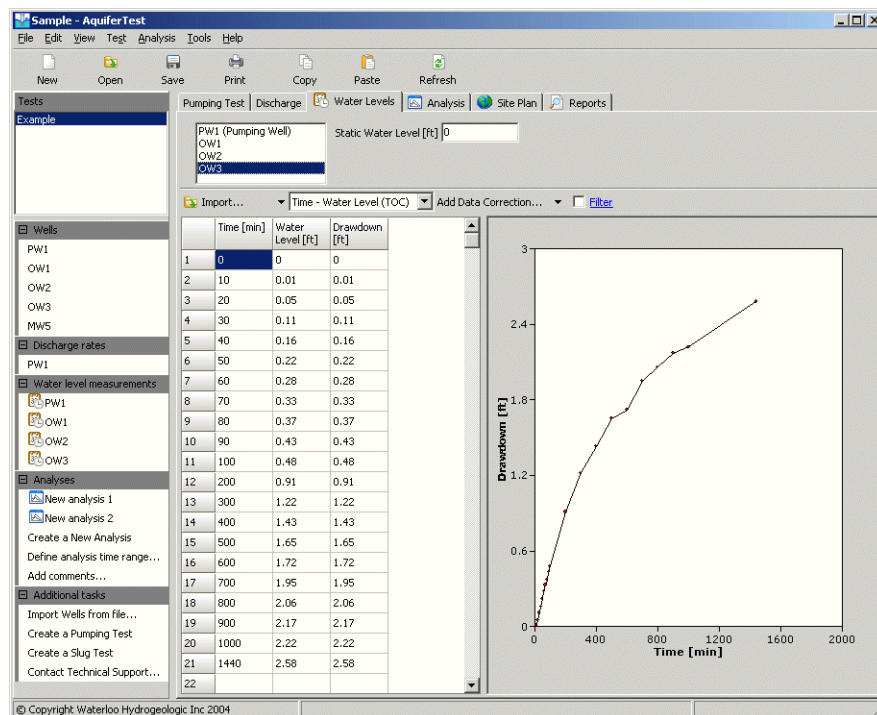 Sample - AquiferTest
File Edit View Test Analysis Tools Help
New Open Save Print Copy Paste Refresh
Tests
Example
Pumping Test Discharge Water Levels Analysis Site Plan Reports
PW1 (Pumping Well)
OW1
OW2
OW3
Static Water Level [ft] 0
Import... Time - Water Level (TOC) Add Data Correction... Filter
Wells
PW1
OW1
OW2
OW3
MW5
Discharge rates
PW1
Water level measurements
PW1
OW1
OW2
OW3
Analyses
New analysis 1
New analysis 2
Create a New Analysis
Define analysis time range...
Add comments...
Additional tasks
Import Wells from file...
Create a Pumping Test
Create a Slug Test
Contact Technical Support...
Time [min] Water Level [ft] Drawdown [ft]
1 0 0 0
2 10 0.01 0.01
3 20 0.05 0.05
4 30 0.11 0.11
5 40 0.16 0.16
6 50 0.22 0.22
7 60 0.28 0.28
8 70 0.33 0.33
9 80 0.37 0.37
10 90 0.43 0.43
11 100 0.48 0.48
12 200 0.91 0.91
13 300 1.22 1.22
14 400 1.43 1.43
15 500 1.65 1.65
16 600 1.72 1.72
17 700 1.95 1.95
18 800 2.06 2.06
19 900 2.17 2.17
20 1000 2.22 2.22
21 1440 2.58 2.58
22
3
2.4
1.8
1.2
0.6
0
Drawdown [ft]
0 400 800 1200 1600 2000
Time [min]
© Copyright Waterloo Hydrogeologic Inc 2004